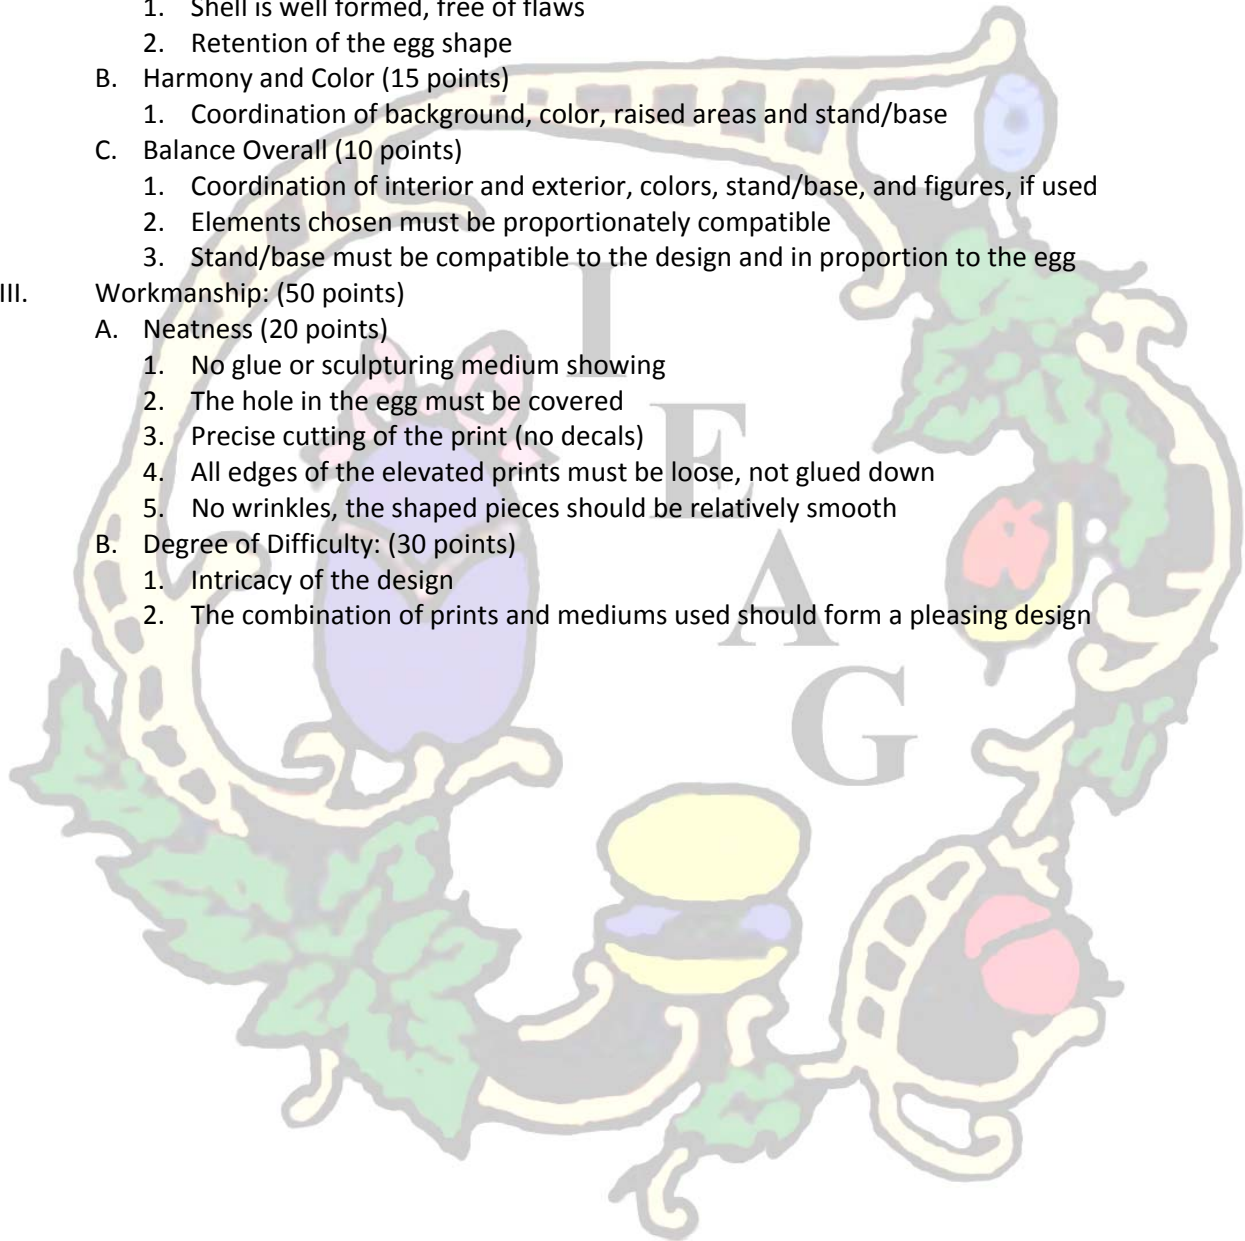 1. Shell is well formed, free of flaws
2. Retention of the egg shape
B. Harmony and Color (15 points)
1. Coordination of background, color, raised areas and stand/base
C. Balance Overall (10 points)
1. Coordination of interior and exterior, colors, stand/base, and figures, if used
2. Elements chosen must be proportionately compatible
3. Stand/base must be compatible to the design and in proportion to the egg
III. Workmanship: (50 points)
A. Neatness (20 points)
1. No glue or sculpturing medium showing
2. The hole in the egg must be covered
3. Precise cutting of the print (no decals)
4. All edges of the elevated prints must be loose, not glued down
5. No wrinkles, the shaped pieces should be relatively smooth
B. Degree of Difficulty: (30 points)
1. Intricacy of the design
2. The combination of prints and mediums used should form a pleasing design
I
E
A
G